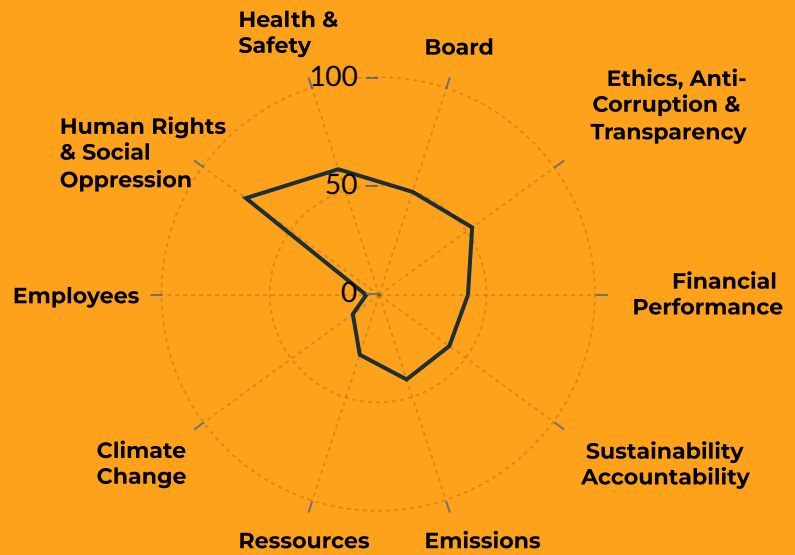 Health &
Safety
Board
100
Ethics, Anti-
Corruption &
Transparency
Human Rights
& Social
Oppression
50
Employees
0
Financial
Performance
Climate
Change
Sustainability
Accountability
Ressources
Emissions